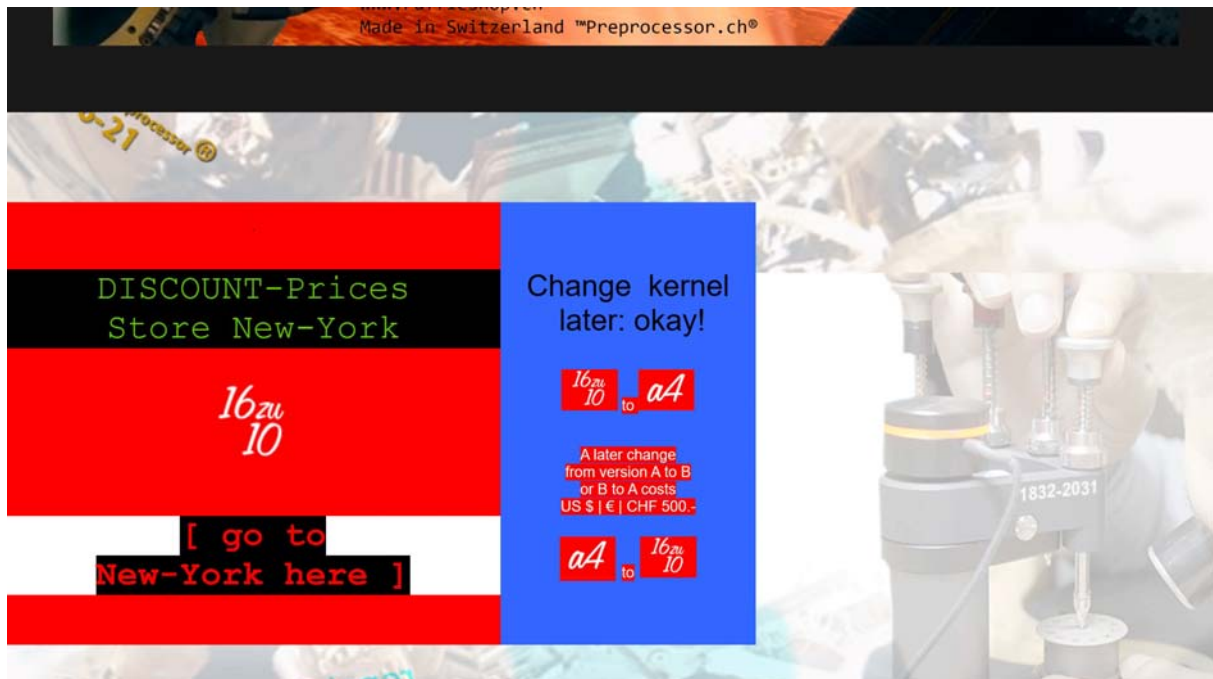 Made in Switzerland ™Preprocessor.ch®
-21
®
DISCOUNT-Prices
Store New-York
16zu
10
[ go to
New-York here ]
Change kernel
later: okay!
16zu
10 to a4
A later change
from version A to B
or B to A costs
US $ | € | CHF 500.-
a4 to 16zu
10
1832-2031